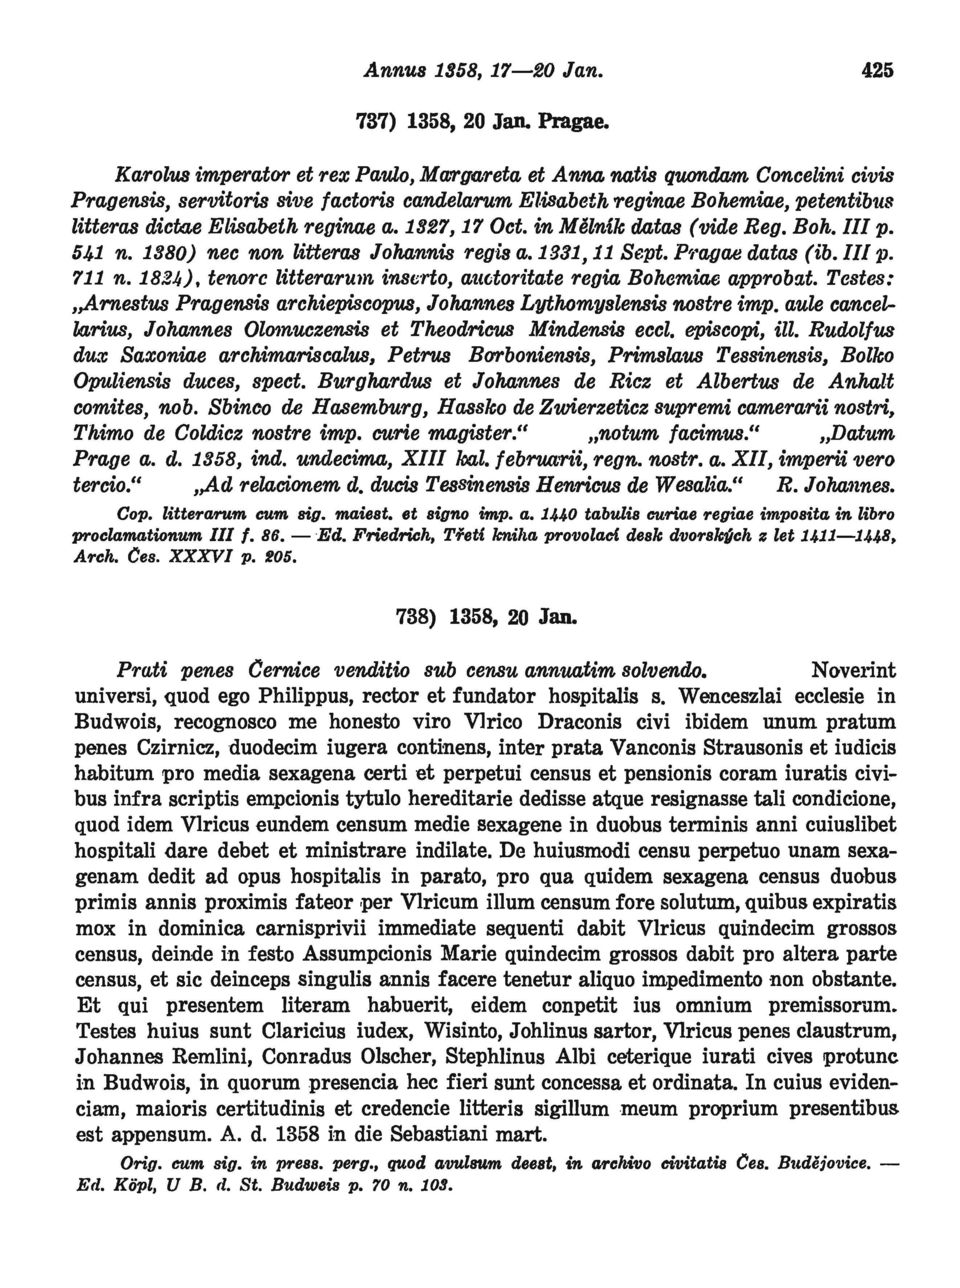 Annus 1358, 17—20 Jan. 425
737) 1358, 20 Jan. Pragae.
Karolus imperator et rex Paulo, Margareta et Anna natis quondam Concelini civis
Pragensis, servitoris sive factoris candelarum Elisabeth reginae Bohemiae, petentibus
litteras dictae Elisabeth reginae a. 1327, 17 Oct. in Mělník datas (vide Reg. Boh. III p.
541 n. 1380) nec non litteras Johannis regis a. 1331, 11 Sept. Pragae datas (ib. III p.
711 n. 1824), tenore litterarum inserto, auctoritate regia Bohemiae approbat. Testes:
„Arnestus Pragensis archiepiscopus, Johannes Lythomyslensis nostre imp. aule cancel-
larius, Johannes Olomuczensis et Theodricus Mindensis eccl. episcopi, ill. Rudolfus
dux Saxoniae archimariscalus, Petrus Borboniensis, Primslaus Tessinensis, Bolko
Opuliensis duces, spect. Burghardus et Johannes de Ricz et Albertus de Anhalt
comites, nob. Sbinco de Hasemburg, Hassko de Zwierzeticz supremi camerarii nostri,
Thimo de Coldicz nostre imp. curie magister.“ „notum facimus.“ „Datum
Prage a. d. 1358, ind. undecima, XIII kal. februarii, regn. nostr. a. XII, imperii vero
tercio.“ „Ad relacionem d. ducis Tessinensis Henricus de Wesalia.“ R. Johannes.
Cop. litterarum cum sig. maiest. et signo imp. a. 1440 tabulis curiae regiae imposita in libro
proclamationum III f. 86. — Ed. Friedrich, Třetí kniha provolací desk dvorských z let 1411—1448,
Arch. Čes. XXXVI p. 205.
738) 1358, 20 Jan.
Prati penes Černice venditio sub censu annuatim solvendo. Noverint
universi, quod ego Philippus, rector et fundator hospitalis s. Wenceszlai ecclesie in
Budwois, recognosco me honesto viro Vlrico Draconis civi ibidem unum pratum
penes Czirnicz, duodecim iugera continens, inter prata Vanconis Strausonis et iudicis
habitum pro media sexagena certi et perpetui census et pensionis coram iuratis civi-
bus infra scriptis empcionis tytulo hereditarie dedisse atque resignasse tali condicione,
quod idem Vlricus eundem censum medie sexagene in duobus terminis anni cuiuslibet
hospitali dare debet et ministrare indilate. De huiusmodi censu perpetuo unam sexa-
genam dedit ad opus hospitalis in parato, pro qua quidem sexagena census duobus
primis annis proximis fateor per Vlricum illum censum fore solutum, quibus expiratis
mox in dominica carnisprivii immediate sequenti dabit Vlricus quindecim grossos
census, deinde in festo Assumpcionis Marie quindecim grossos dabit pro altera parte
census, et sic deinceps singulis annis facere tenetur aliquo impedimento non obstante.
Et qui presentem literam habuerit, eidem conpetit ius omnium premissorum.
Testes huius sunt Claricius iudex, Wisinto, Johlinus sartor, Vlricus penes claustrum,
Johannes Remlini, Conradus Olscher, Stephlinus Albi ceterique iurati cives protunc
in Budwois, in quorum presencia hec fieri sunt concessa et ordinata. In cuius eviden-
ciam, maioris certitudinis et credencie litteris sigillum meum proprium presentibus
est appensum. A. d. 1358 in die Sebastiani mart.
Orig. cum sig. in press. perg., quod avulsum deest, in archivo civitatis Čes. Budějovice. —
Ed. Köpl, U B. d. St. Budweis p. 70 n. 103.